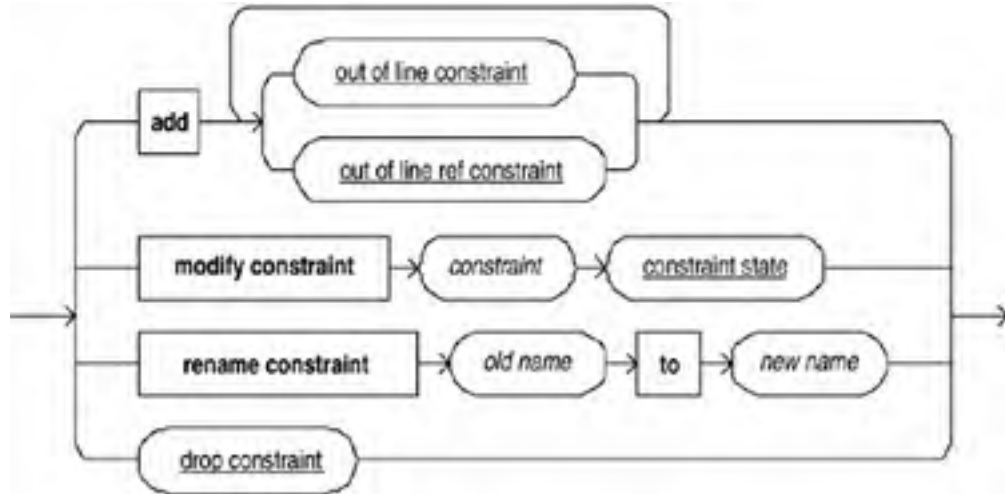 out of line constraint
add
out of line ref constraint
modify constraint constraint constraint state
rename constraint old name to new name
drop constraint